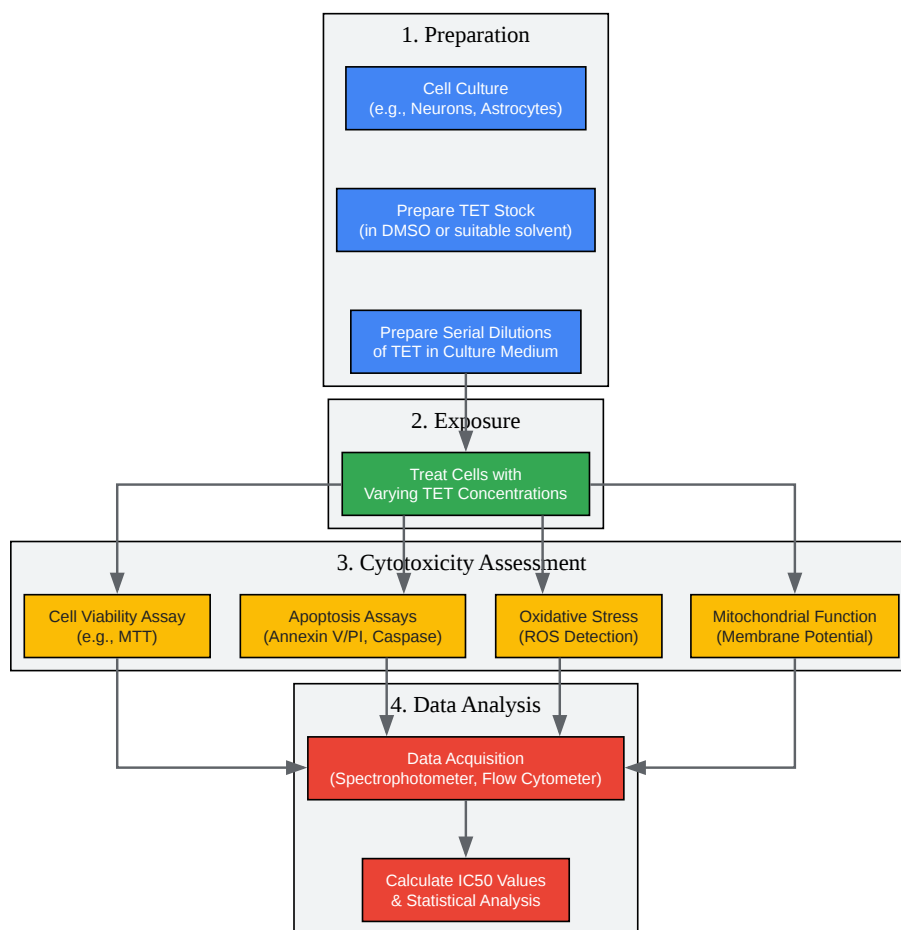 1. Preparation
Cell Culture
(e.g., Neurons, Astrocytes)
Prepare TET Stock
(in DMSO or suitable solvent)
Prepare Serial Dilutions
of TET in Culture Medium
2. Exposure
Treat Cells with
Varying TET Concentrations
3. Cytotoxicity Assessment
Cell Viability Assay
(e.g., MTT)
Apoptosis Assays
(Annexin V/PI, Caspase)
Oxidative Stress
(ROS Detection)
Mitochondrial Function
(Membrane Potential)
4. Data Analysis
Data Acquisition
(Spectrophotometer, Flow Cytometer)
Calculate IC50 Values
& Statistical Analysis